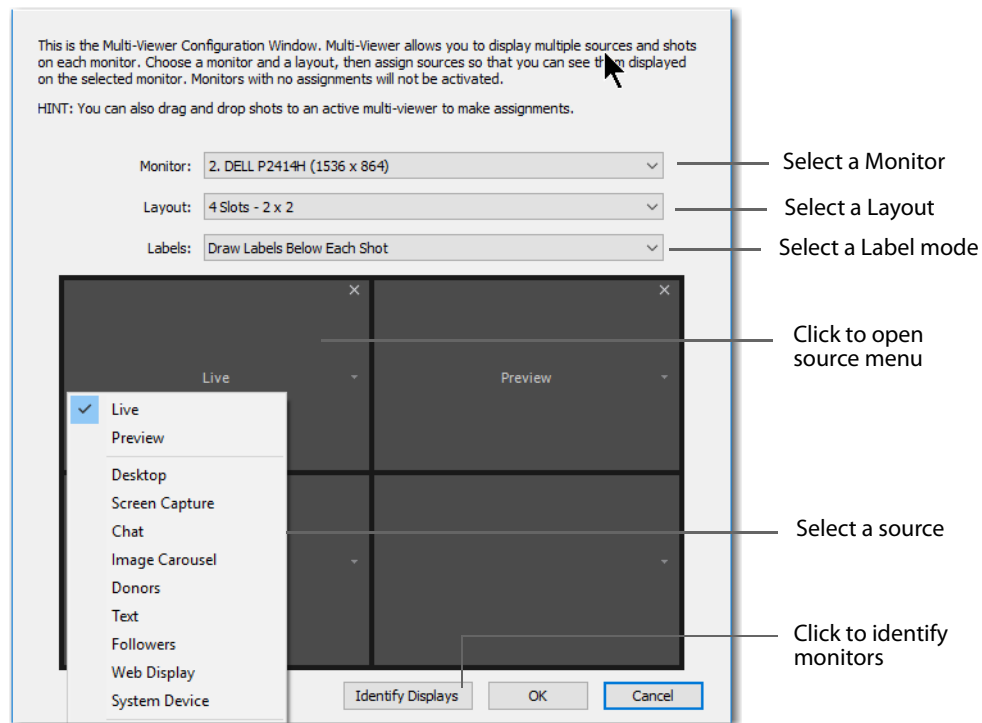 This is the Multi-Viewer Configuration Window. Multi-Viewer allows you to display multiple sources and shots
on each monitor. Choose a monitor and a layout, then assign sources so that you can see them displayed
on the selected monitor. Monitors with no assignments will not be activated.
HINT: You can also drag and drop shots to an active multi-viewer to make assignments.
Monitor: 2. DELL P2414H (1536 x 864)
Select a Monitor
Layout: 4 Slots - 2 x 2
Select a Layout
Labels: Draw Labels Below Each Shot
Select a Label mode
Click to open
source menu
Live
Preview
Live
Preview
Desktop
Screen Capture
Chat
Image Carousel
Donors
Text
Followers
Web Display
System Device
Select a source
Click to identify
monitors
Identify Displays
OK
Cancel